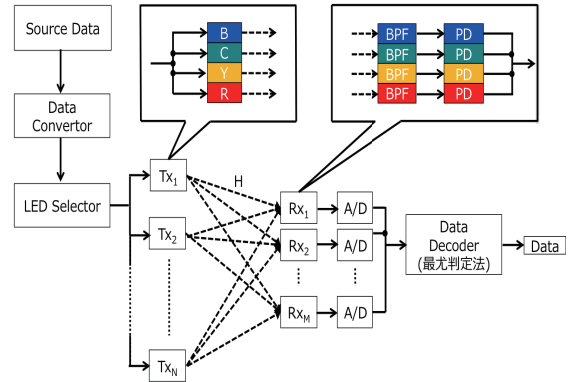 Source Data
Data
Convertor
LED Selector
B
C
Y
R
BPF PD
BPF PD
BPF PD
BPF PD
Tx1
Tx2
TxN
H
Rx1 A/D
Rx2 A/D
RxM A/D
Data
Decoder
(最尤判定法)
Data